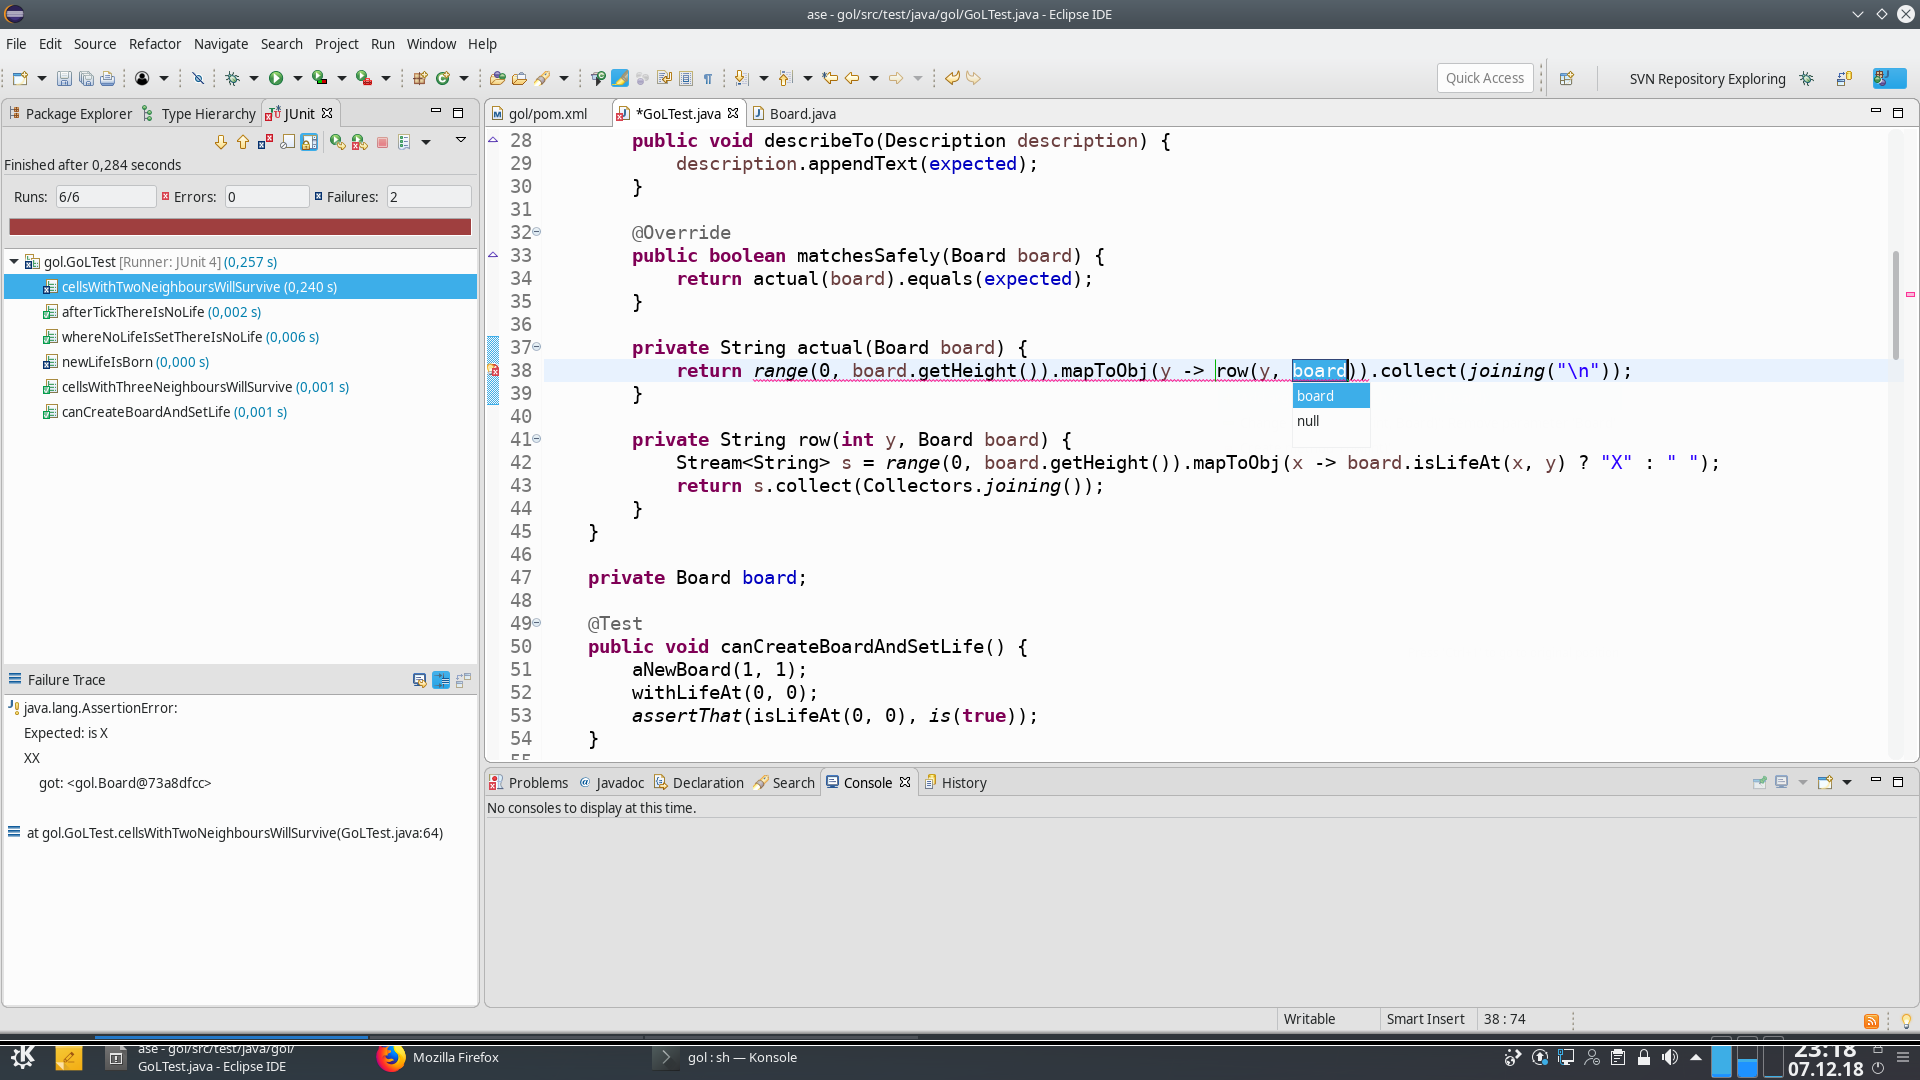 ase - gol/src/test/java/gol/GoLTest.java - Eclipse IDE
File Edit Source Refactor Navigate Search Project Run Window Help
Quick Access
SVN Repository Exploring
Package Explorer Type Hierarchy JUnit
Finished after 0,284 seconds
Runs: 6/6 Errors: 0 Failures: 2
gol.GoLTest [Runner: JUnit 4] (0,257 s)
cellsWithTwoNeighboursWillSurvive (0,240 s)
afterTickThereIsNoLife (0,002 s)
whereNoLifeIsSetThereIsNoLife (0,006 s)
newLifeIsBorn (0,000 s)
cellsWithThreeNeighboursWillSurvive (0,001 s)
canCreateBoardAndSetLife (0,001 s)
Failure Trace
java.lang.AssertionError:
Expected: is X
XX
got: <gol.Board@73a8dfcc>
at gol.GoLTest.cellsWithTwoNeighboursWillSurvive(GoLTest.java:64)
gol/pom.xml *GoLTest.java Board.java
28 public void describeTo(Description description) {
29 description.appendText(expected);
30 }
31
32 @Override
33 public boolean matchesSafely(Board board) {
34 return actual(board).equals(expected);
35 }
36
37 private String actual(Board board) {
38 return range(0, board.getHeight()).mapToObj(y -> row(y, board)).collect(joining("\n"));
board
null
39 }
40
41 private String row(int y, Board board) {
42 Stream<String> s = range(0, board.getHeight()).mapToObj(x -> board.isLifeAt(x, y) ? "X" : " ");
43 return s.collect(Collectors.joining());
44 }
45 }
46
47 private Board board;
48
49 @Test
50 public void canCreateBoardAndSetLife() {
51 aNewBoard(1, 1);
52 withLifeAt(0, 0);
53 assertThat(isLifeAt(0, 0), is(true));
54 }
55
Problems Javadoc Declaration Search Console History
No consoles to display at this time.
Writable Smart Insert 38 : 74
ase - gol/src/test/java/gol/
GoLTest.java - Eclipse IDE
Mozilla Firefox
gol : sh — Konsole
23:18
07.12.18